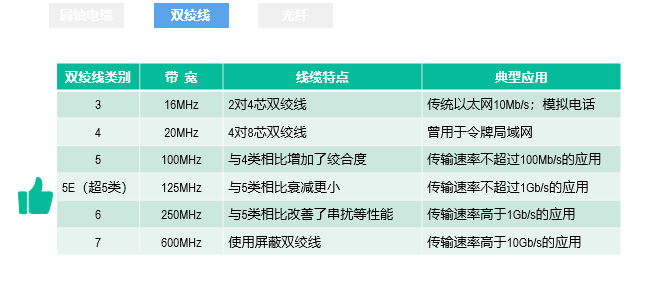 同轴电缆 双绞线 光纤
双绞线类别 带 宽 线缆特点 典型应用
3 16MHz 2对4芯双绞线 传统以太网10Mb/s；模拟电话
4 20MHz 4对8芯双绞线 曾用于令牌局域网
5 100MHz 与4类相比增加了绞合度 传输速率不超过100Mb/s的应用
5E（超5类） 125MHz 与5类相比衰减更小 传输速率不超过1Gb/s的应用
6 250MHz 与5类相比改善了串扰等性能 传输速率高于1Gb/s的应用
7 600MHz 使用屏蔽双绞线 传输速率高于10Gb/s的应用